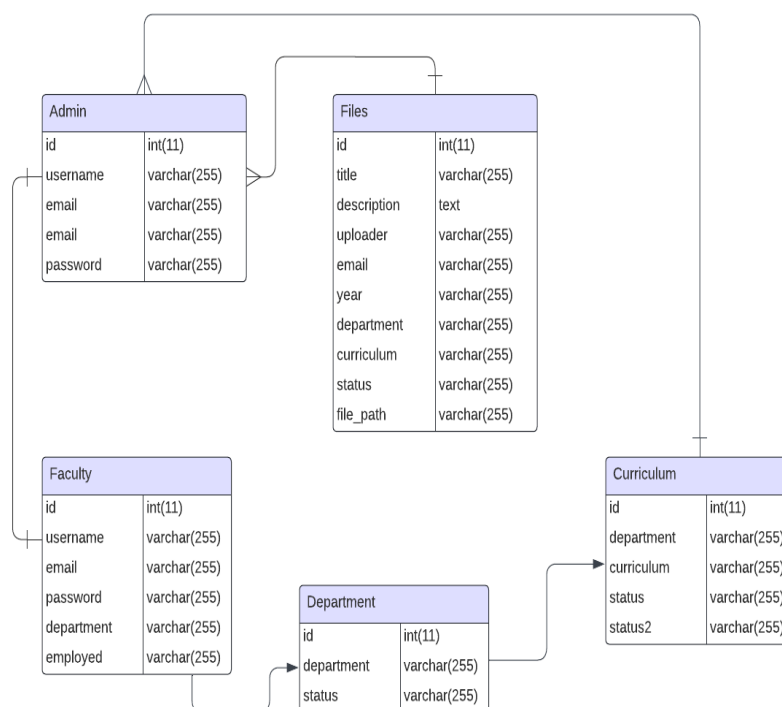 Admin
id int(11)
username varchar(255)
email varchar(255)
email varchar(255)
password varchar(255)
Files
id int(11)
title varchar(255)
description text
uploader varchar(255)
email varchar(255)
year varchar(255)
department varchar(255)
curriculum varchar(255)
status varchar(255)
file_path varchar(255)
Faculty
id int(11)
username varchar(255)
email varchar(255)
password varchar(255)
department varchar(255)
employed varchar(255)
Department
id int(11)
department varchar(255)
status varchar(255)
Curriculum
id int(11)
department varchar(255)
curriculum varchar(255)
status varchar(255)
status2 varchar(255)